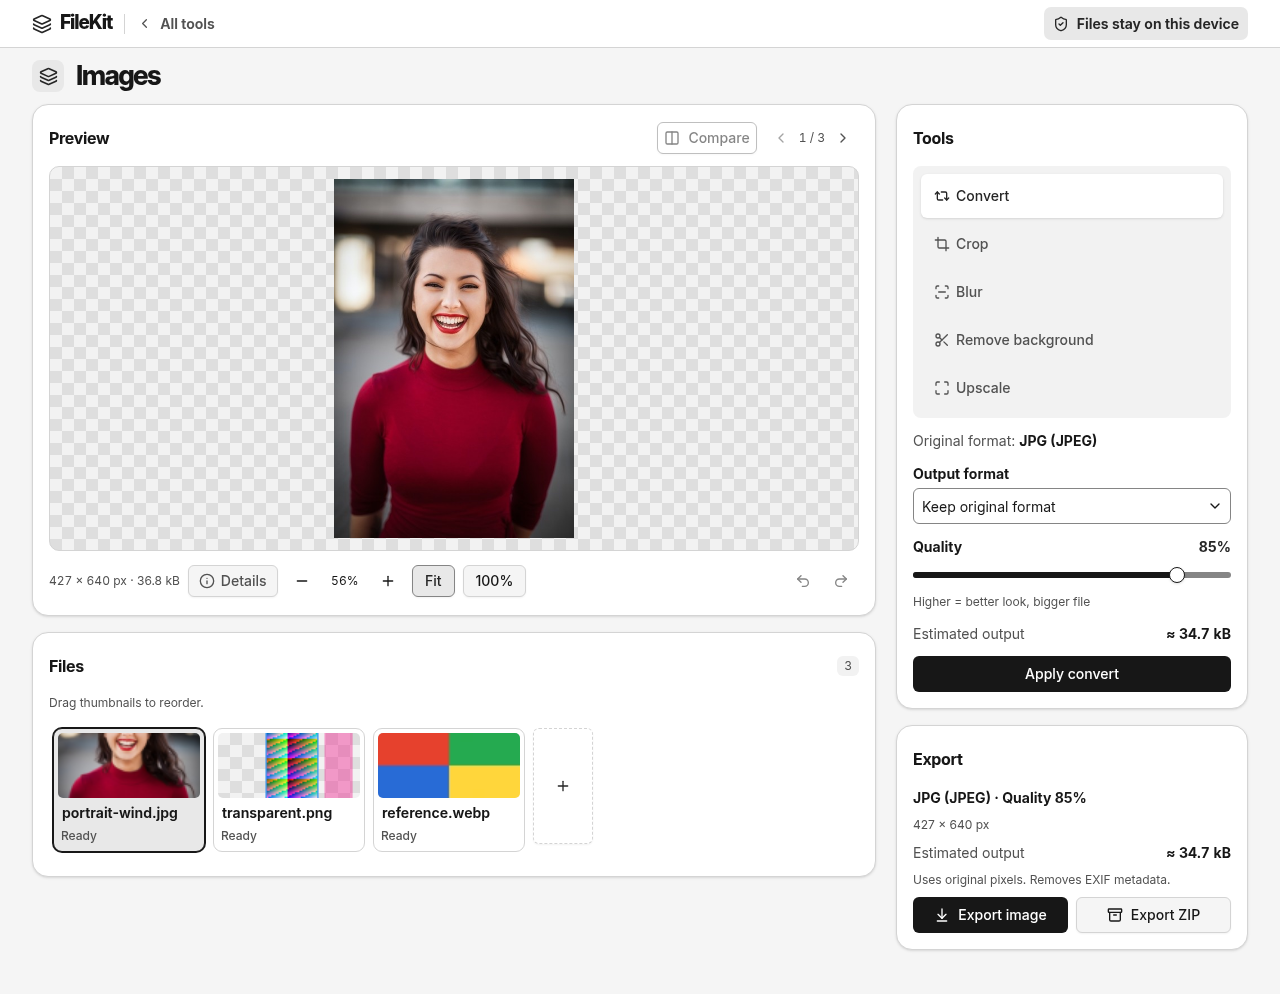 FileKit
All tools
Files stay on this device
Images
Preview
Compare
1 / 3
427 × 640 px · 36.8 kB
Details
56%
Fit
100%
Files
3
Drag thumbnails to reorder.
portrait-wind.jpg
Ready
transparent.png
Ready
reference.webp
Ready
Tools
Convert
Crop
Blur
Remove background
Upscale
Original format: JPG (JPEG)
Output format
Keep original format
Quality 85%
Higher = better look, bigger file
Estimated output ≈ 34.7 kB
Apply convert
Export
JPG (JPEG) · Quality 85%
427 × 640 px
Estimated output ≈ 34.7 kB
Uses original pixels. Removes EXIF metadata.
Export image
Export ZIP